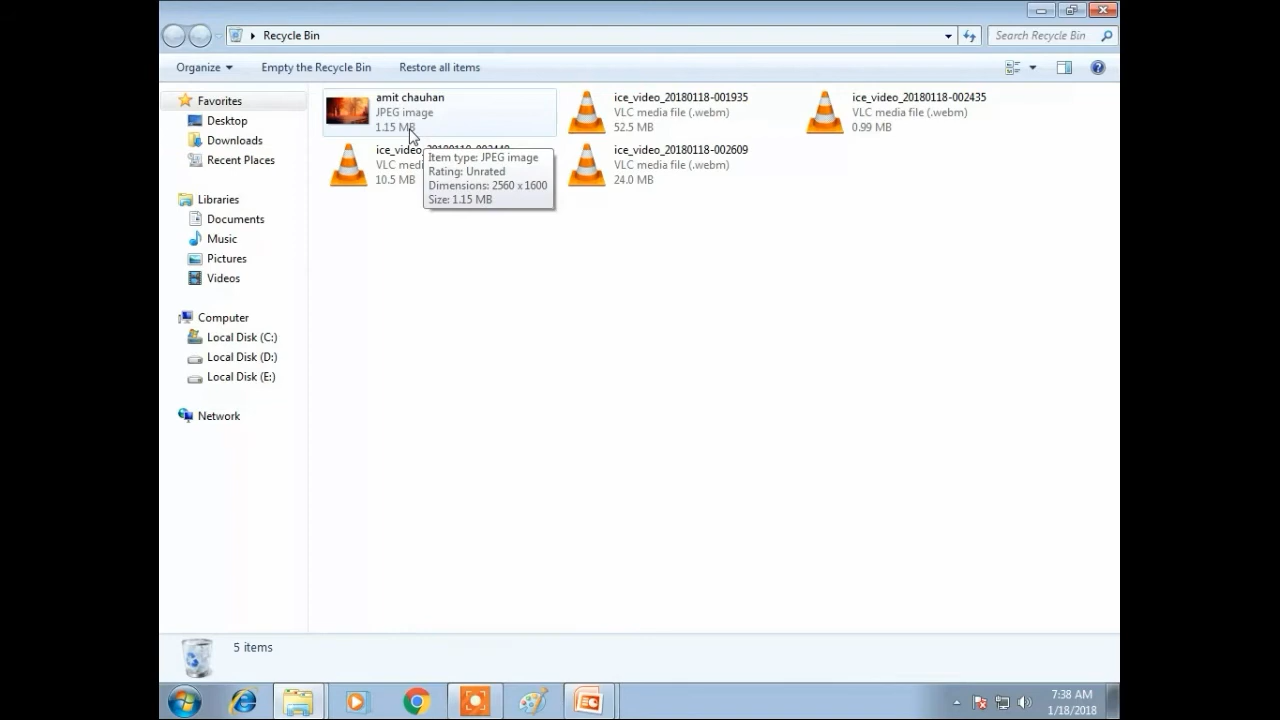 Recycle Bin
Search Recycle Bin
Organize
Empty the Recycle Bin
Restore all items
Favorites
Desktop
Downloads
Recent Places
Libraries
Documents
Music
Pictures
Videos
Computer
Local Disk (C:)
Local Disk (D:)
Local Disk (E:)
Network
amit chauhan
JPEG image
1.15 MB
ice_video_20180118-001935
VLC media file (.webm)
52.5 MB
ice_video_20180118-002435
VLC media file (.webm)
0.99 MB
VLC medi
10.5 MB
Item type: JPEG image
Rating: Unrated
Dimensions: 2560 x 1600
Size: 1.15 MB
ice_video_20180118-002609
VLC media file (.webm)
24.0 MB
5 items
7:38 AM
1/18/2018